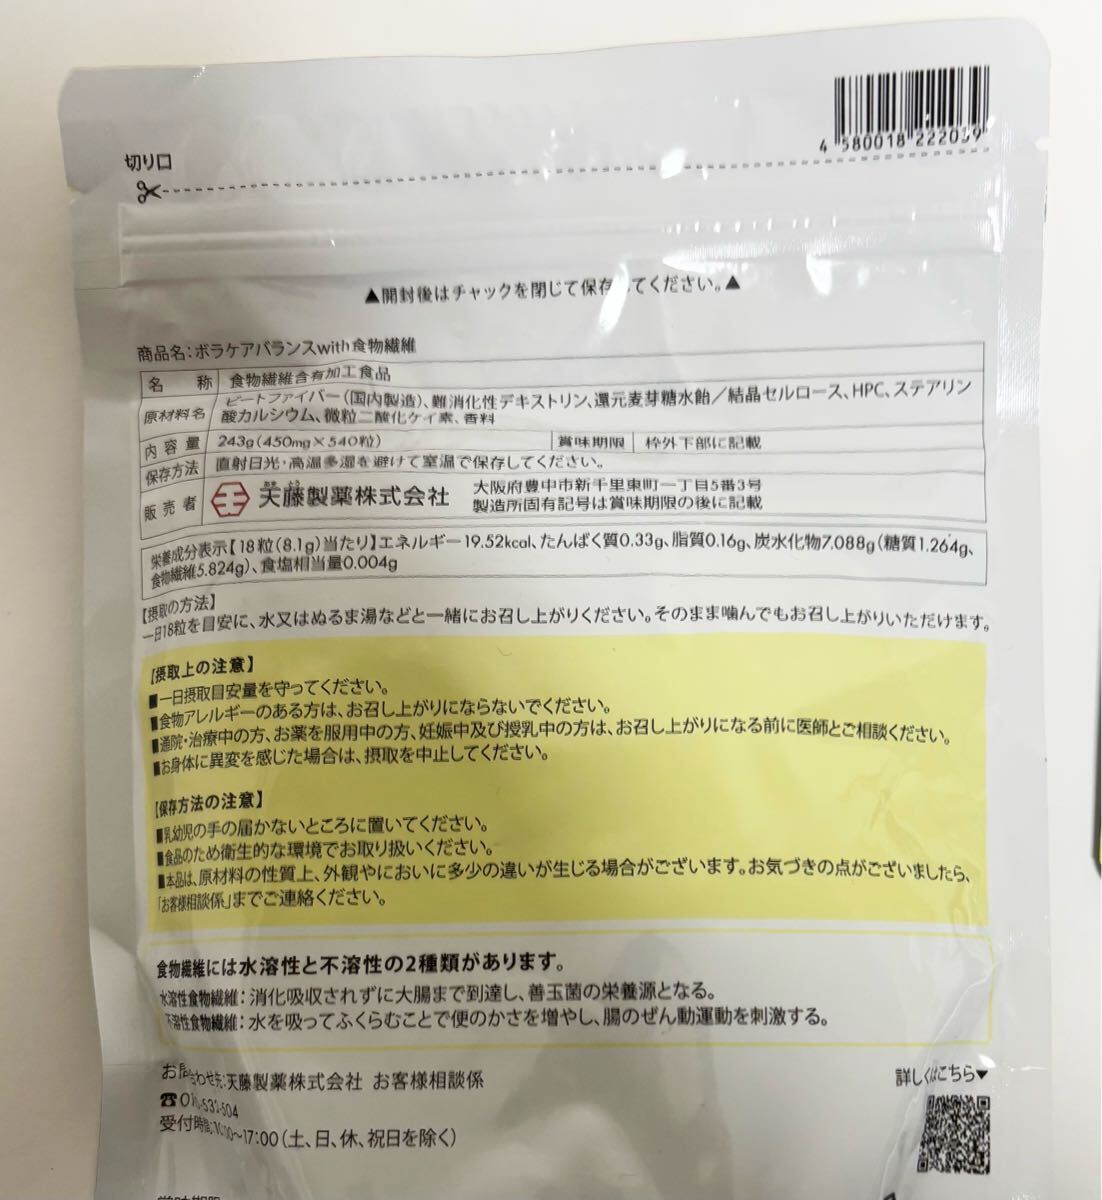 4 580018 222039
切り口
▲開封後はチャックを閉じて保存してください。▲
商品名：ボラケアバランスwith食物繊維
名 称 食物繊維含有加工食品
原材料名 ビートファイバー（国内製造）、難消化性デキストリン、還元麦芽糖水飴／結晶セルロース、HPC、ステアリン
酸カルシウム、微粒二酸化ケイ素、香料
内容量 243g（450mg×540粒） 賞味期限 枠外下部に記載
保存方法 直射日光・高温多湿を避けて室温で保存してください。
販売者 天藤製薬株式会社 大阪府豊中市新千里東町一丁目5番3号
製造所固有記号は賞味期限の後に記載
栄養成分表示【18粒（8.1g）当たり】エネルギー19.52kcal、たんぱく質0.33g、脂質0.16g、炭水化物7.088g（糖質1.264g、
食物繊維5.824g）、食塩相当量0.004g
【摂取の方法】
一日18粒を目安に、水又はぬるま湯などと一緒にお召し上がりください。そのまま噛んでもお召し上がりいただけます。
【摂取上の注意】
■一日摂取目安量を守ってください。
■食物アレルギーのある方は、お召し上がりにならないでください。
■通院・治療中の方、お薬を服用中の方、妊娠中及び授乳中の方は、お召し上がりになる前に医師とご相談ください。
■お身体に異変を感じた場合は、摂取を中止してください。
【保存方法の注意】
■乳幼児の手の届かないところに置いてください。
■食品のため衛生的な環境でお取り扱いください。
■本品は、原材料の性質上、外観やにおいに多少の違いが生じる場合がございます。お気づきの点がございましたら、
「お客様相談係」までご連絡ください。
食物繊維には水溶性と不溶性の2種類があります。
水溶性食物繊維：消化吸収されずに大腸まで到達し、善玉菌の栄養源となる。
不溶性食物繊維：水を吸ってふくらむことで便のかさを増やし、腸のぜん動運動を刺激する。
お問合わせ先：天藤製薬株式会社 お客様相談係
詳しくはこちら▼
受付時間：10:00～17:00（土、日、休、祝日を除く）
賞味期限